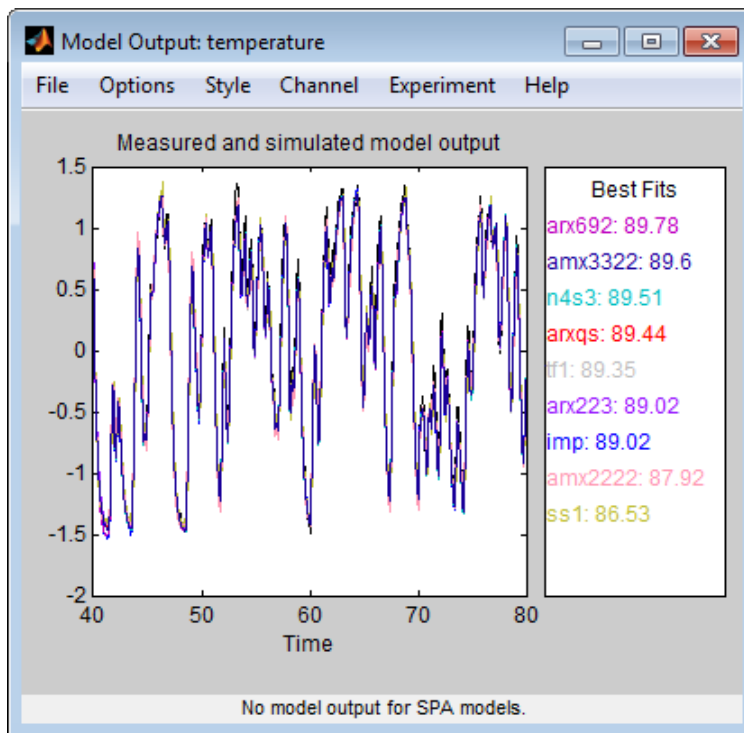 Model Output: temperature
File Options Style Channel Experiment Help
Measured and simulated model output
1.5
1
0.5
0
-0.5
-1
-1.5
-2
40 50 60 70 80
Time
Best Fits
arx692: 89.78
amx3322: 89.6
n4s3: 89.51
arxqs: 89.44
tf1: 89.35
arx223: 89.02
imp: 89.02
amx2222: 87.92
ss1: 86.53
No model output for SPA models.